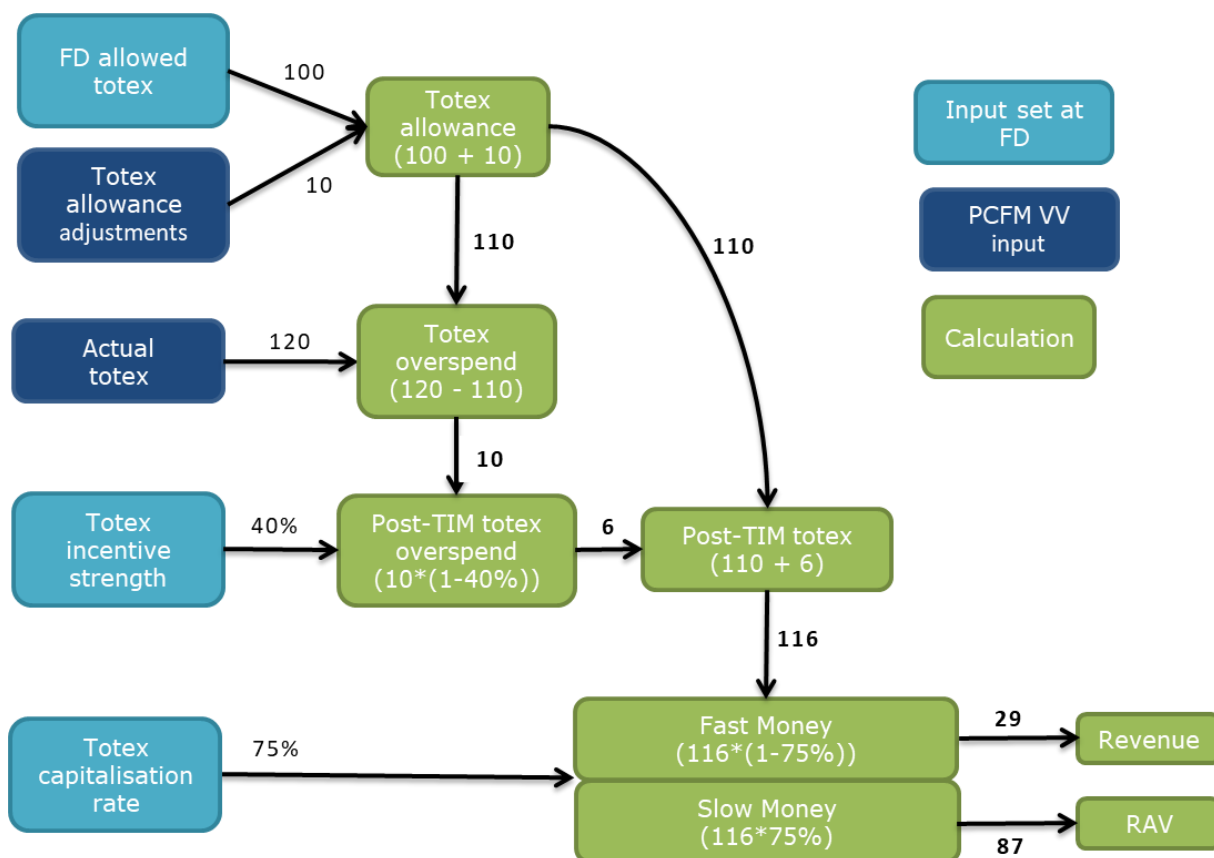 FD allowed
totex
100
Totex
allowance
(100 + 10)
Input set at
FD
Totex
allowance
adjustments
10
PCFM VV
input
110
110
Actual
totex
120
Totex
overspend
(120 - 110)
Calculation
10
Totex
incentive
strength
40%
Post-TIM totex
overspend
(10*(1-40%))
6
Post-TIM totex
(110 + 6)
116
Totex
capitalisation
rate
75%
Fast Money
(116*(1-75%))
29
Revenue
Slow Money
(116*75%)
87
RAV